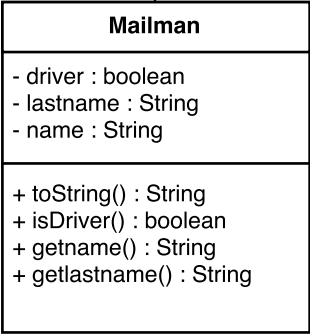 Mailman
- driver : boolean
- lastname : String
- name : String
+ toString() : String
+ isDriver() : boolean
+ getname() : String
+ getlastname() : String